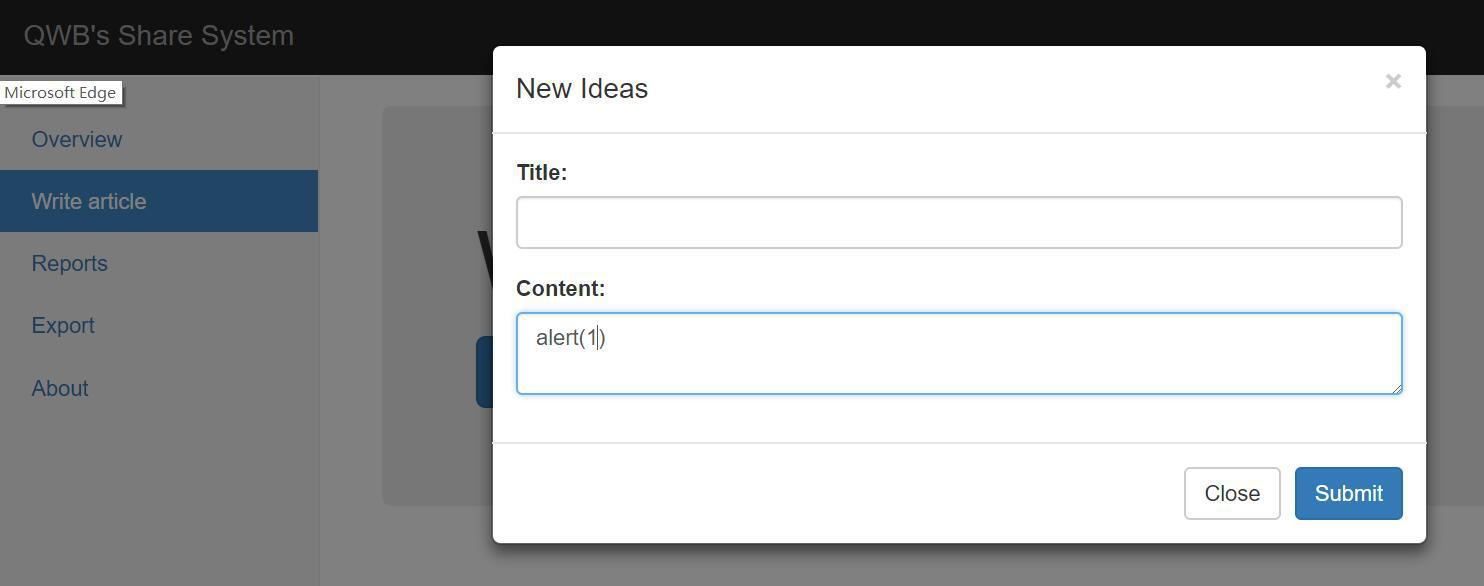 QWB's Share System
Microsoft Edge
Overview
Write article
Reports
Export
About
New Ideas
×
Title:
Content:
alert(1)
Close
Submit